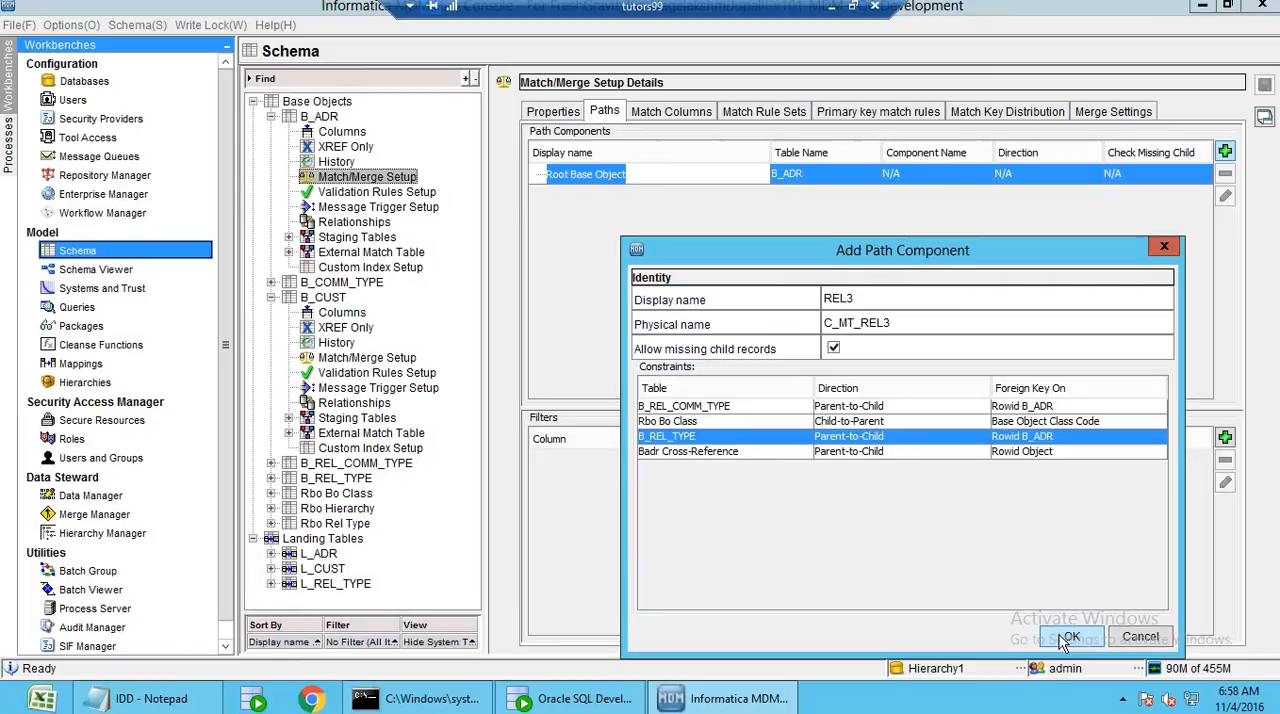 Informatica MDM
tutors99
Development
File(F) Options(O) Schema(S) Write Lock(W) Help(H)
Workbenches
Processes
Workbenches
Configuration
Databases
Users
Security Providers
Tool Access
Message Queues
Repository Manager
Enterprise Manager
Workflow Manager
Model
Schema
Schema Viewer
Systems and Trust
Queries
Packages
Cleanse Functions
Mappings
Hierarchies
Security Access Manager
Secure Resources
Roles
Users and Groups
Data Steward
Data Manager
Merge Manager
Hierarchy Manager
Utilities
Batch Group
Batch Viewer
Process Server
Audit Manager
SIF Manager
Schema
Find
Base Objects
B_ADR
Columns
XREF Only
History
Match/Merge Setup
Validation Rules Setup
Message Trigger Setup
Relationships
Staging Tables
External Match Table
Custom Index Setup
B_COMM_TYPE
B_CUST
Columns
XREF Only
History
Match/Merge Setup
Validation Rules Setup
Message Trigger Setup
Relationships
Staging Tables
External Match Table
Custom Index Setup
B_REL_COMM_TYPE
B_REL_TYPE
Rbo Bo Class
Rbo Hierarchy
Rbo Rel Type
Landing Tables
L_ADR
L_CUST
L_REL_TYPE
Sort By Filter View
Display name No Filter (All It Hide System T
Match/Merge Setup Details
Properties Paths Match Columns Match Rule Sets Primary key match rules Match Key Distribution Merge Settings
Path Components
Display name Table Name Component Name Direction Check Missing Child
Root Base Object B_ADR N/A N/A N/A
Filters
Column
Add Path Component
Identity
Display name REL3
Physical name C_MT_REL3
Allow missing child records
Constraints:
Table Direction Foreign Key On
B_REL_COMM_TYPE Parent-to-Child Rowid B_ADR
Rbo Bo Class Child-to-Parent Base Object Class Code
B_REL_TYPE Parent-to-Child Rowid B_ADR
Badr Cross-Reference Parent-to-Child Rowid Object
Activate Windows
Go to Settings to activate Windows.
OK Cancel
Ready
Hierarchy1 admin 90M of 455M
IDD - Notepad C:\Windows\syst... Oracle SQL Devel... Informatica MDM...
6:58 AM
11/4/2016